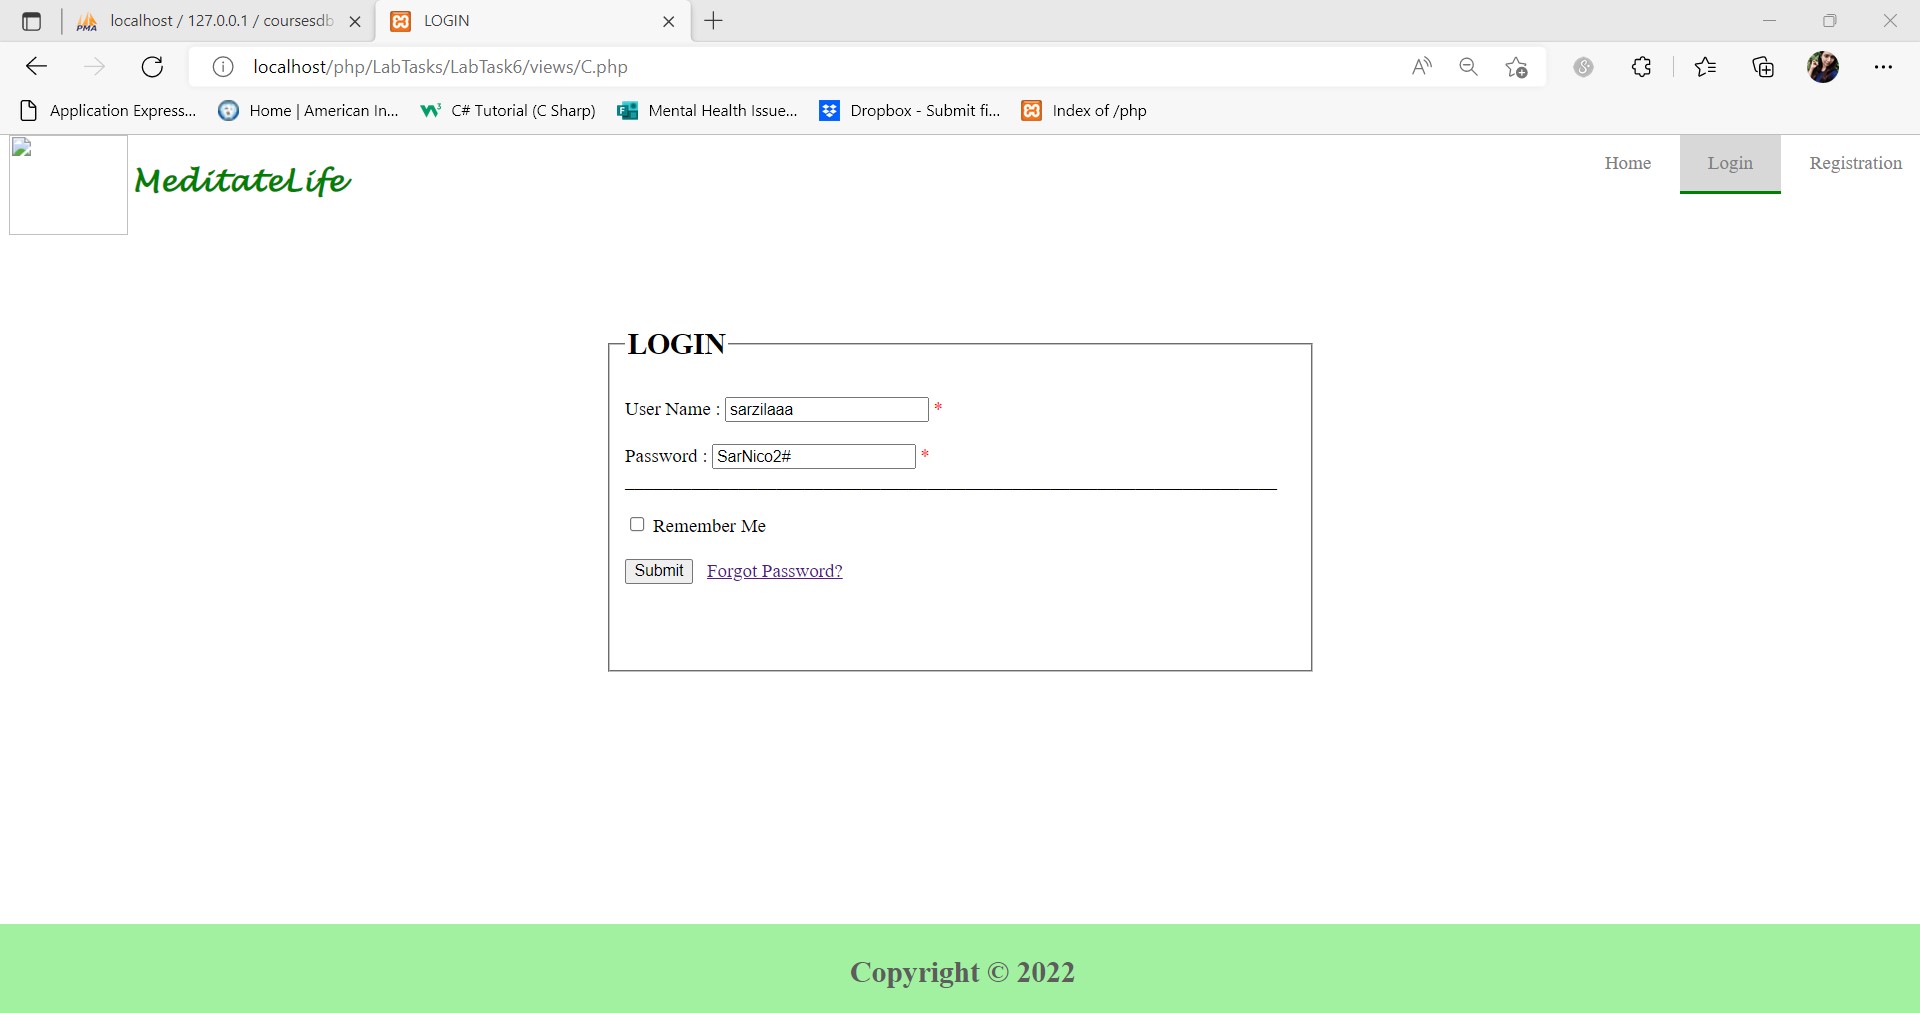 localhost / 127.0.0.1 / coursesdb
LOGIN
localhost/php/LabTasks/LabTask6/views/C.php
Application Express...
Home | American In...
C# Tutorial (C Sharp)
Mental Health Issue...
Dropbox - Submit fi...
Index of /php
MeditateLife
Home
Login
Registration
LOGIN
User Name : sarzilaaa *
Password : SarNico2# *
Remember Me
Submit Forgot Password?
Copyright © 2022